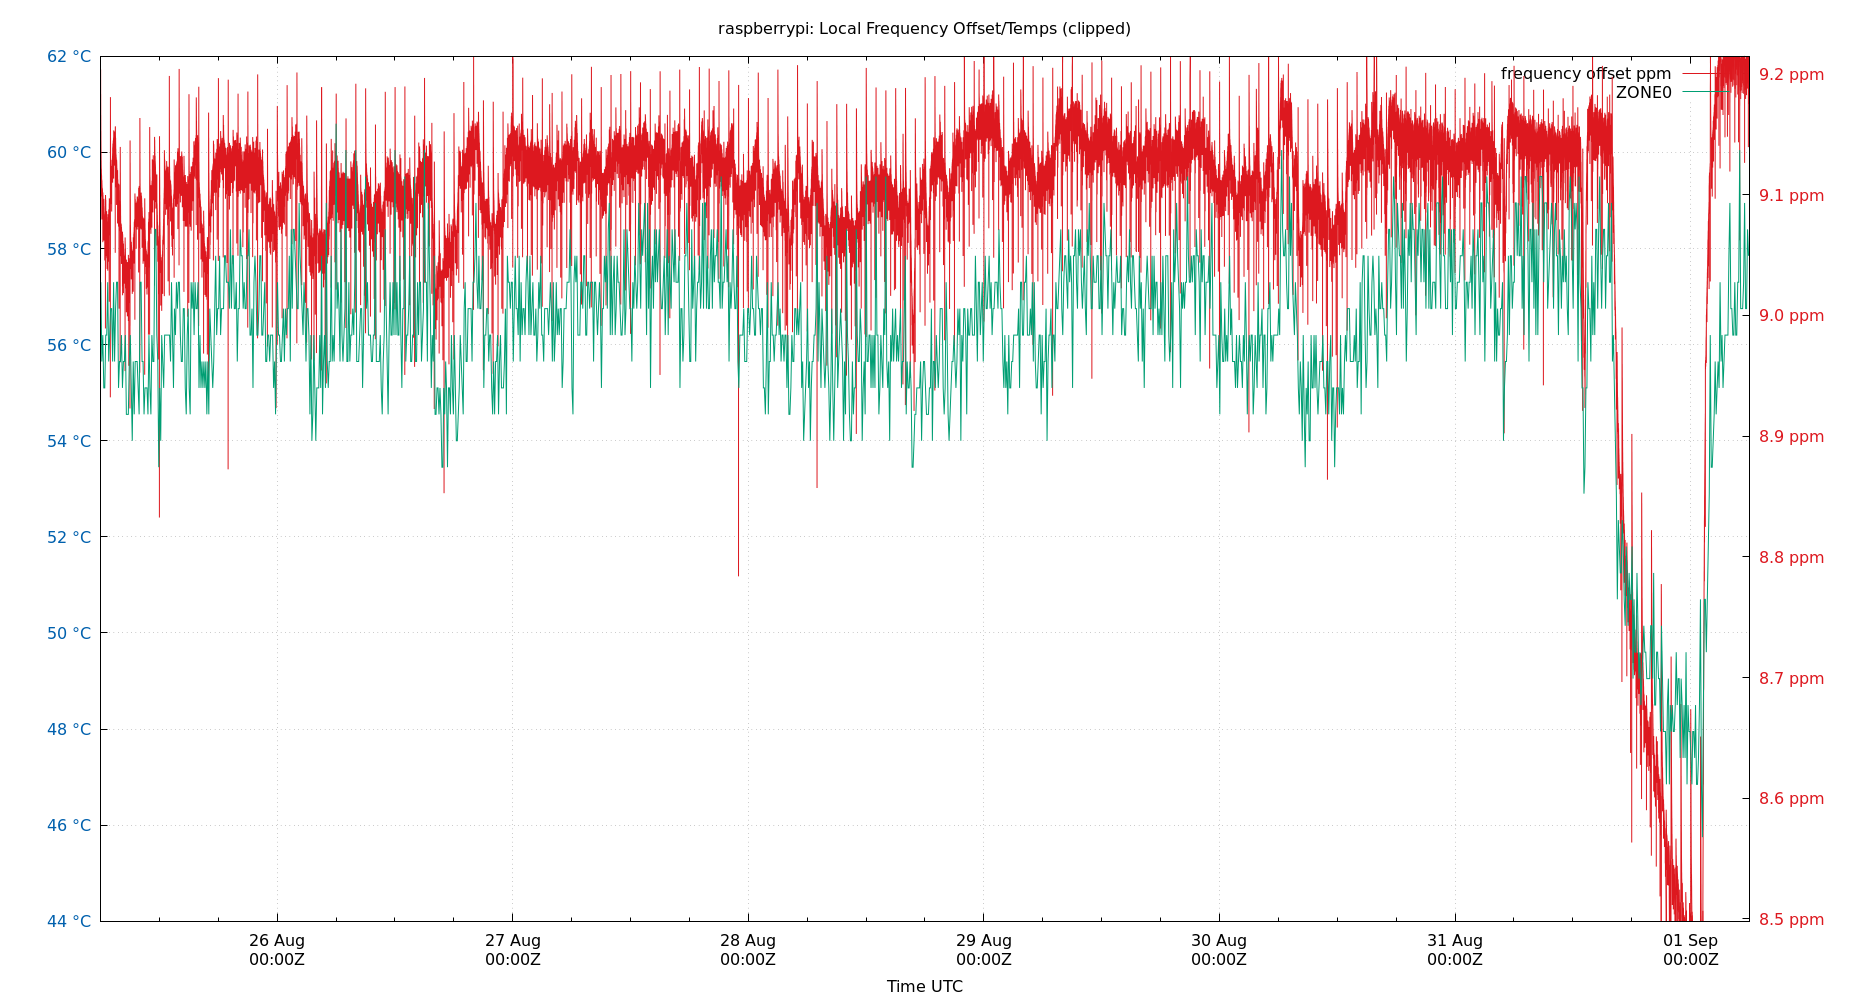 raspberrypi: Local Frequency Offset/Temps (clipped)
frequency offset ppm
ZONE0
62 °C
60 °C
58 °C
56 °C
54 °C
52 °C
50 °C
48 °C
46 °C
44 °C
9.2 ppm
9.1 ppm
9.0 ppm
8.9 ppm
8.8 ppm
8.7 ppm
8.6 ppm
8.5 ppm
26 Aug
00:00Z
27 Aug
00:00Z
28 Aug
00:00Z
29 Aug
00:00Z
30 Aug
00:00Z
31 Aug
00:00Z
01 Sep
00:00Z
Time UTC